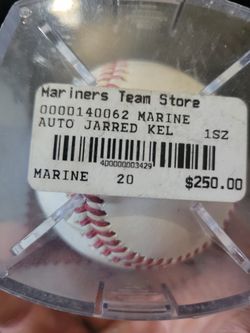 Mariners Team Store
0000140062 MARINE
AUTO JARRED KEL 1SZ
400000003429
MARINE 20 $250.00